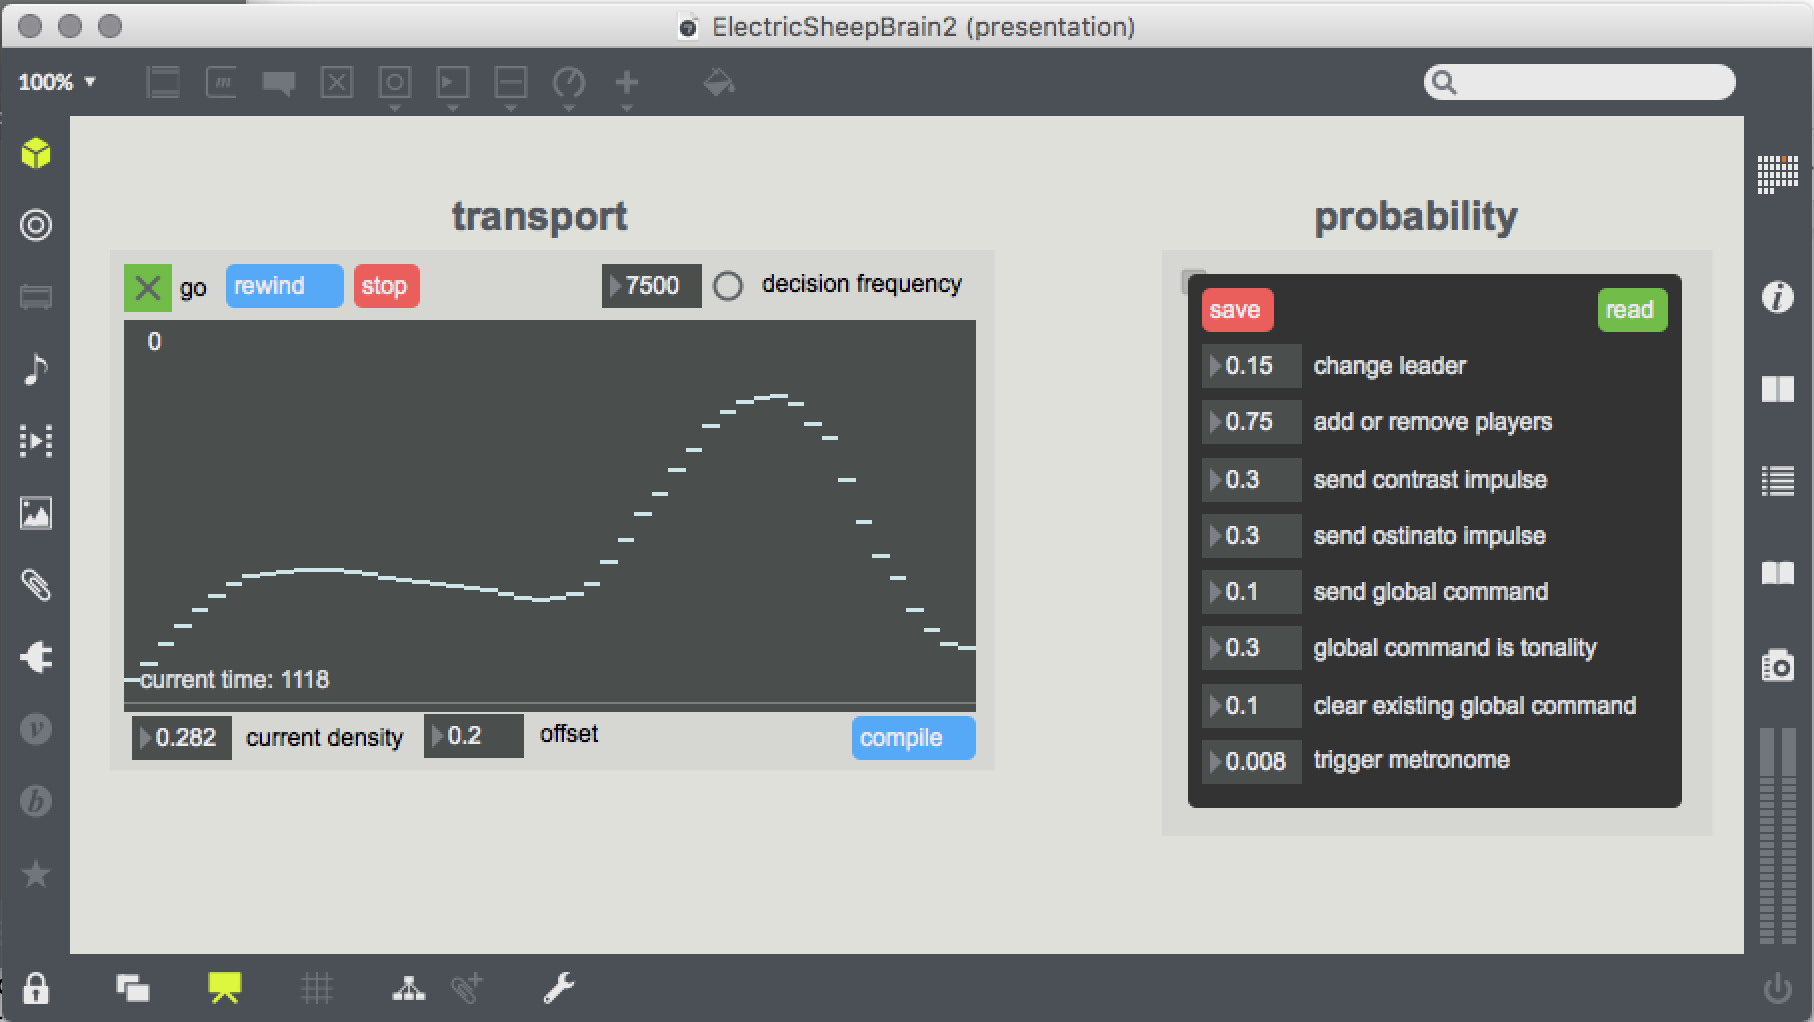 ElectricSheepBrain2 (presentation)
100%
transport
probability
go rewind stop 7500 decision frequency
0
current time: 1118
0.282 current density 0.2 offset compile
save read
0.15 change leader
0.75 add or remove players
0.3 send contrast impulse
0.3 send ostinato impulse
0.1 send global command
0.3 global command is tonality
0.1 clear existing global command
0.008 trigger metronome